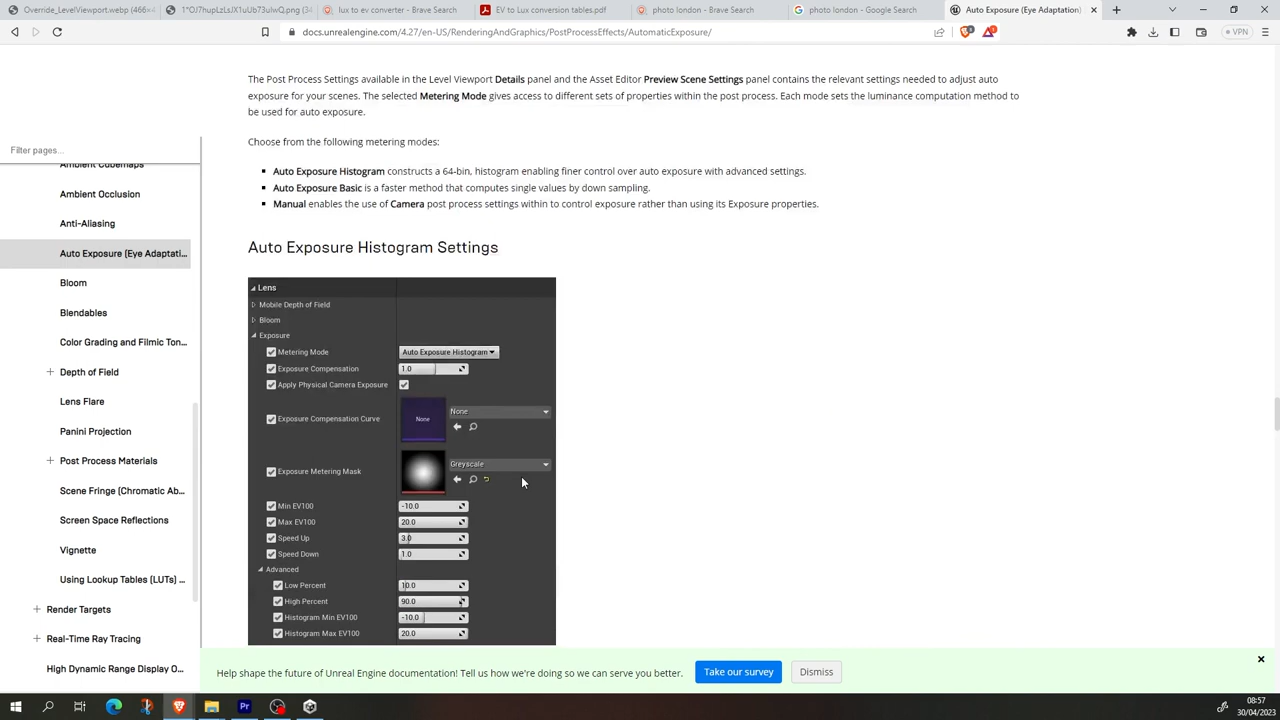 Override_LevelViewport.webp (466×
1*OJ7hupLzLsJX1uUb73uIwQ.png (34
lux to ev converter - Brave Search
EV to Lux conversion tables.pdf
photo london - Brave Search
photo london - Google Search
Auto Exposure (Eye Adaptation)
docs.unrealengine.com/4.27/en-US/RenderingAndGraphics/PostProcessEffects/AutomaticExposure/
VPN
The Post Process Settings available in the Level Viewport Details panel and the Asset Editor Preview Scene Settings panel contains the relevant settings needed to adjust auto
exposure for your scenes. The selected Metering Mode gives access to different sets of properties within the post process. Each mode sets the luminance computation method to
be used for auto exposure.
Choose from the following metering modes:
Auto Exposure Histogram constructs a 64-bin, histogram enabling finer control over auto exposure with advanced settings.
Auto Exposure Basic is a faster method that computes single values by down sampling.
Manual enables the use of Camera post process settings within to control exposure rather than using its Exposure properties.
Auto Exposure Histogram Settings
Filter pages...
Ambient Cubemaps
Ambient Occlusion
Anti-Aliasing
Auto Exposure (Eye Adaptati...
Bloom
Blendables
Color Grading and Filmic Ton...
Depth of Field
Lens Flare
Panini Projection
Post Process Materials
Scene Fringe (Chromatic Ab...
Screen Space Reflections
Vignette
Using Lookup Tables (LUTs) ...
Render Targets
Real-Time Ray Tracing
High Dynamic Range Display O...
Lens
Mobile Depth of Field
Bloom
Exposure
Metering Mode Auto Exposure Histogram
Exposure Compensation 1.0
Apply Physical Camera Exposure
Exposure Compensation Curve None None
Exposure Metering Mask Greyscale
Min EV100 -10.0
Max EV100 20.0
Speed Up 3.0
Speed Down 1.0
Advanced
Low Percent 10.0
High Percent 90.0
Histogram Min EV100 -10.0
Histogram Max EV100 20.0
Help shape the future of Unreal Engine documentation! Tell us how we're doing so we can serve you better. Take our survey Dismiss
Pr
08:57
30/04/2023